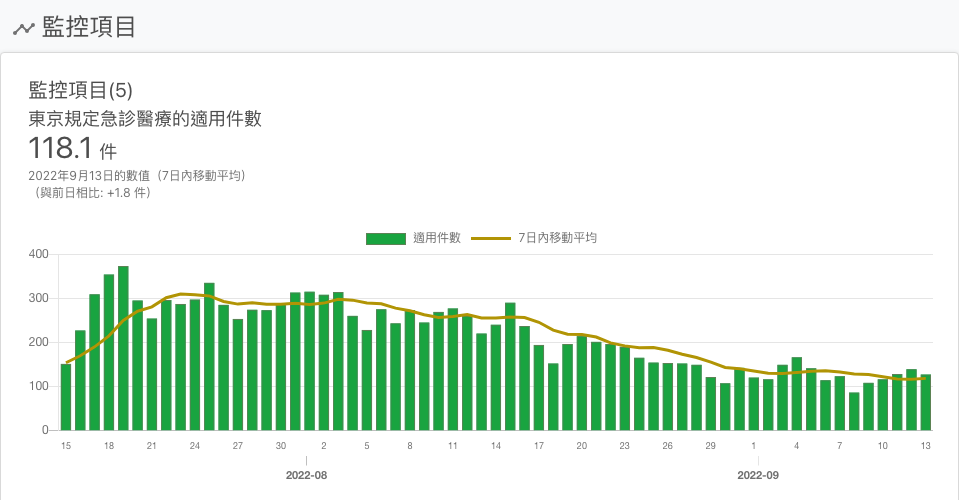 監控項目
監控項目(5)
東京規定急診醫療的適用件數
118.1 件
2022年9月13日的數值（7日內移動平均）
（與前日相比: +1.8 件）
適用件數 7日內移動平均
400
300
200
100
0
15 18 21 24 27 30 2 5 8 11 14 17 20 23 26 29 1 4 7 10 13
2022-08 2022-09